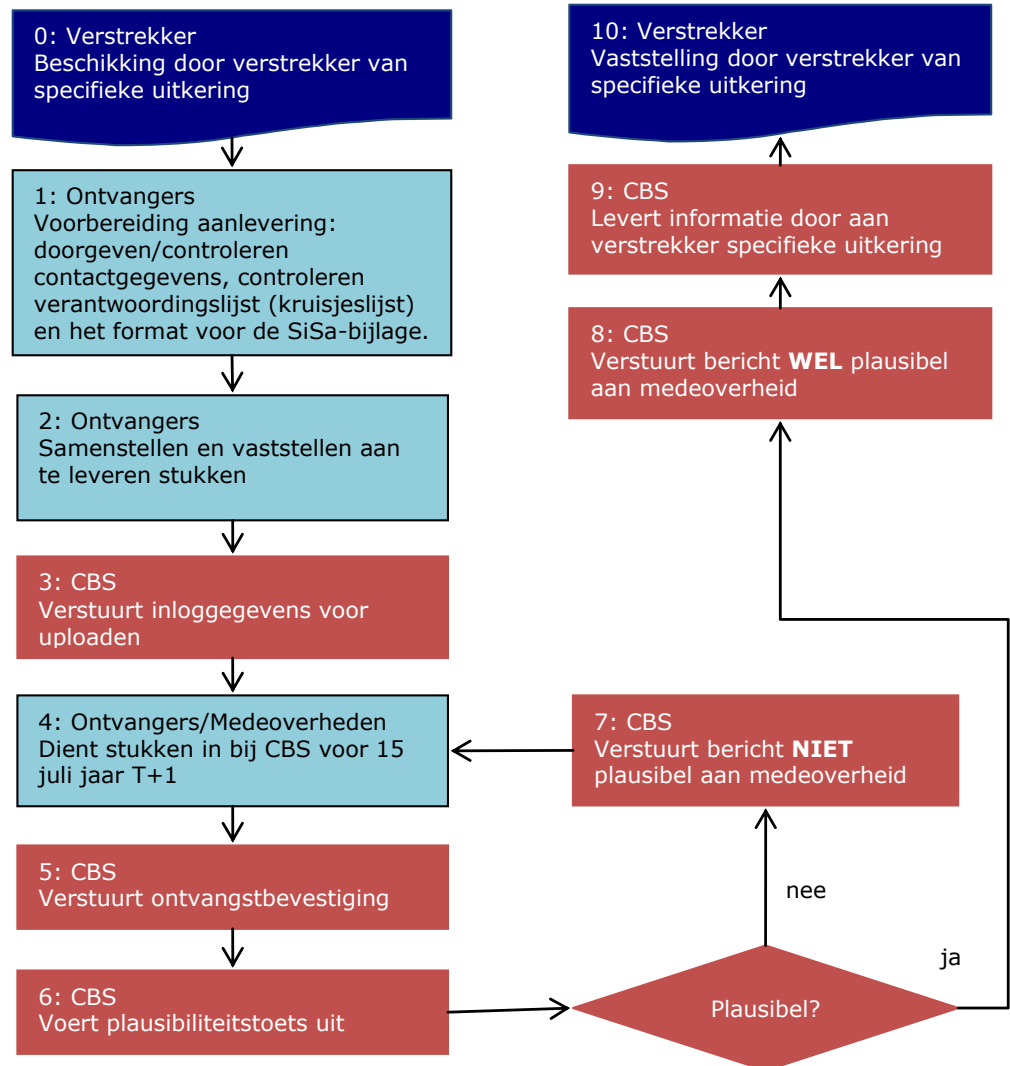 0: Verstrekker
Beschikking door verstrekker van
specifieke uitkering
1: Ontvangers
Voorbereiding aanlevering:
doorgeven/controleren
contactgegevens, controleren
verantwoordingslijst (kruisjeslijst)
en het format voor de SiSa-bijlage.
2: Ontvangers
Samenstellen en vaststellen aan
te leveren stukken
3: CBS
Verstuurt inloggegevens voor
uploaden
4: Ontvangers/Medeoverheden
Dient stukken in bij CBS voor 15
juli jaar T+1
5: CBS
Verstuurt ontvangstbevestiging
6: CBS
Voert plausibiliteitstoets uit
Plausibel?
nee
ja
7: CBS
Verstuurt bericht NIET
plausibel aan medeoverheid
8: CBS
Verstuurt bericht WEL plausibel
aan medeoverheid
9: CBS
Levert informatie door aan
verstrekker specifieke uitkering
10: Verstrekker
Vaststelling door verstrekker van
specifieke uitkering